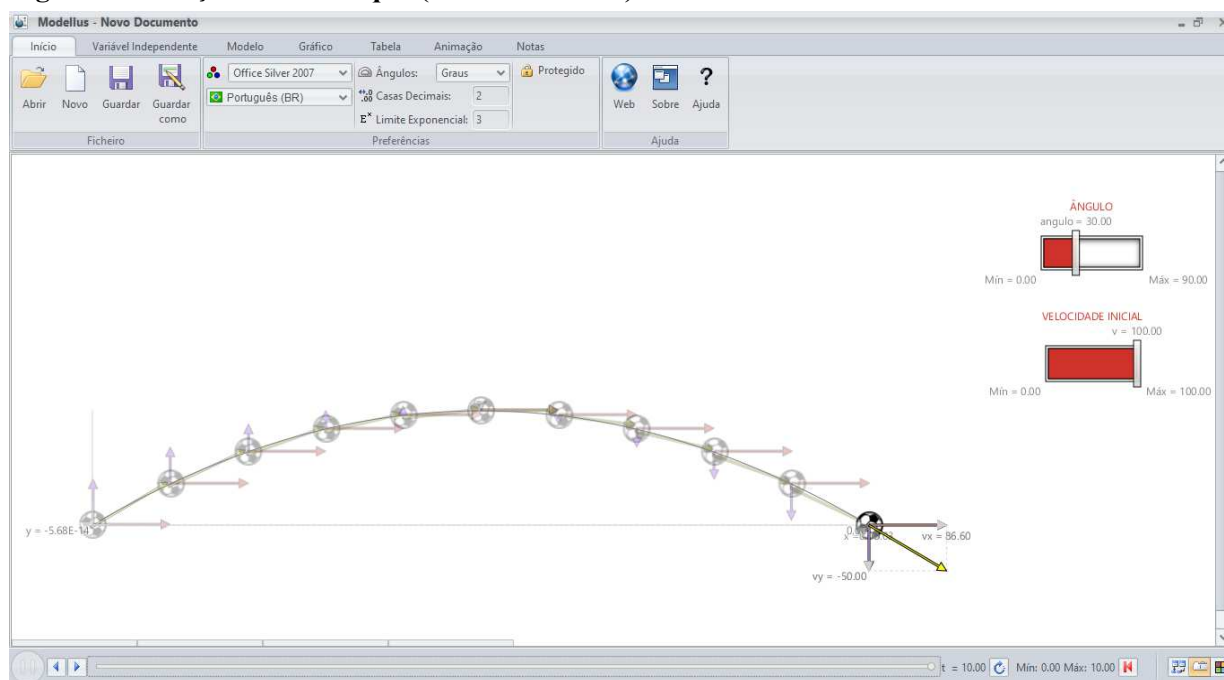 Modellus - Novo Documento
Início Variável Independente Modelo Gráfico Tabela Animação Notas
Abrir Novo Guardar Guardar como
Ficheiro
Office Silver 2007
Português (BR)
Ângulos: Graus
Casas Decimais: 2
Limite Exponencial: 3
Protegido
Preferências
Web Sobre Ajuda
Ajuda
ÂNGULO
angulo = 30.00
Mín = 0.00 Máx = 90.00
VELOCIDADE INICIAL
v = 100.00
Mín = 0.00 Máx = 100.00
y = -5.68E-14
vx = 86.60
vy = -50.00
t = 10.00 Mín: 0.00 Máx: 10.00